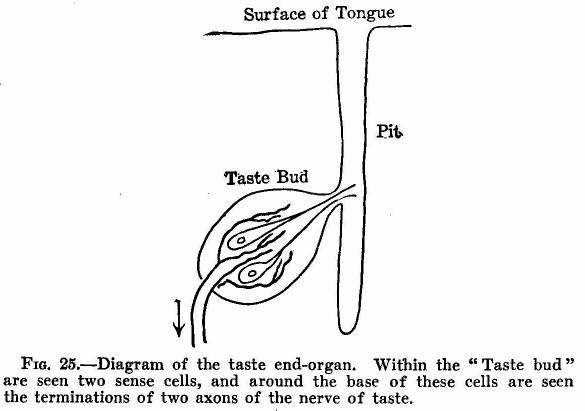 Surface of Tongue
Pit
Taste Bud
FIG. 25.—Diagram of the taste end-organ. Within the "Taste bud"
are seen two sense cells, and around the base of these cells are seen
the terminations of two axons of the nerve of taste.